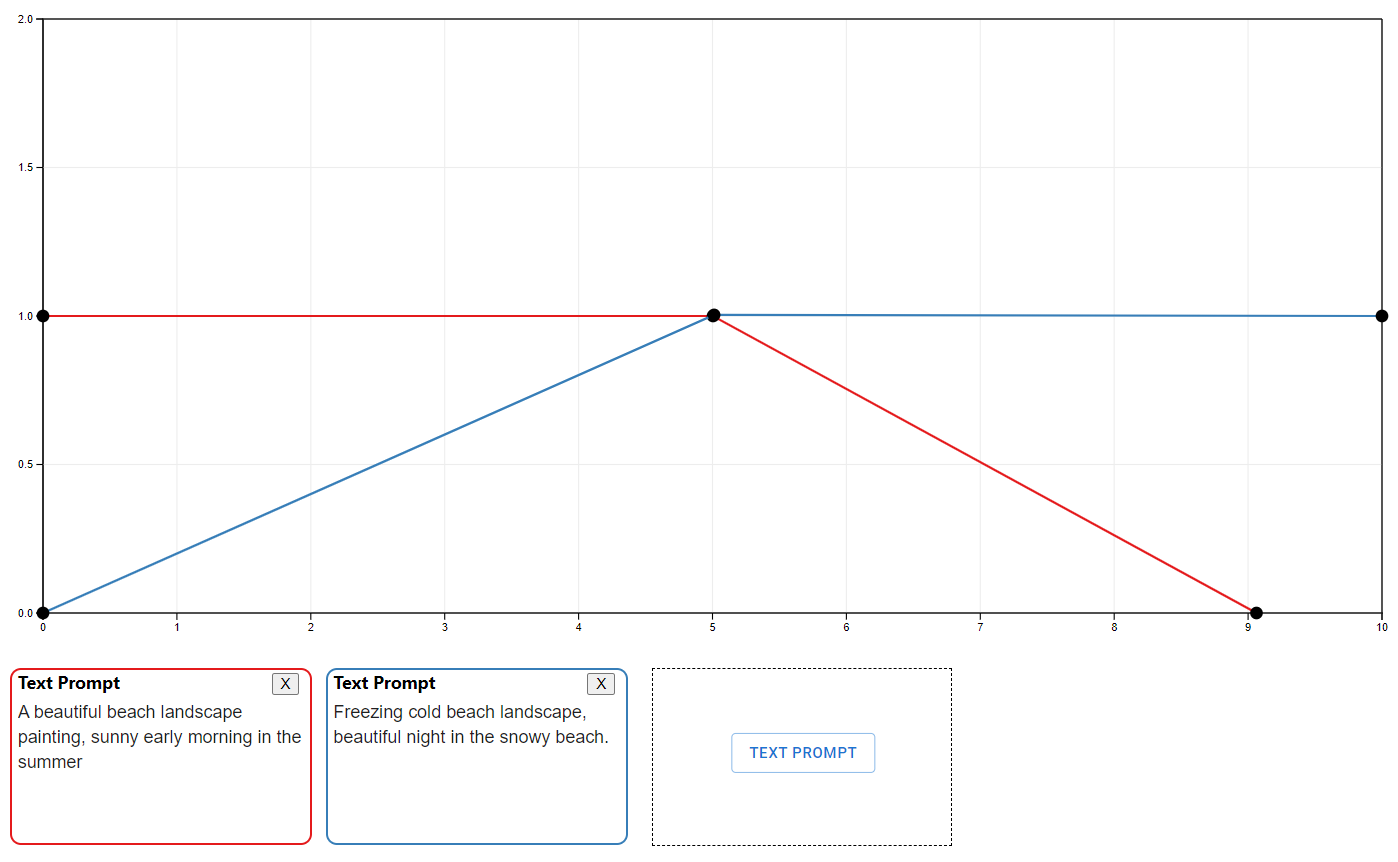 2.0
1.5
1.0
0.5
0.0
0 1 2 3 4 5 6 7 8 9 10
Text Prompt X
A beautiful beach landscape
painting, sunny early morning in the
summer
Text Prompt X
Freezing cold beach landscape,
beautiful night in the snowy beach.
TEXT PROMPT